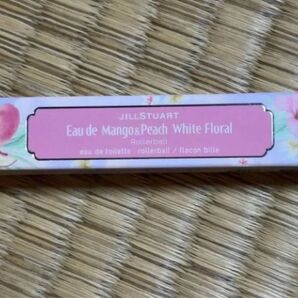 JILLSTUART
Eau de Mango&Peach White Floral
Rollerball
eau de toilette : rollerball / flacon bille